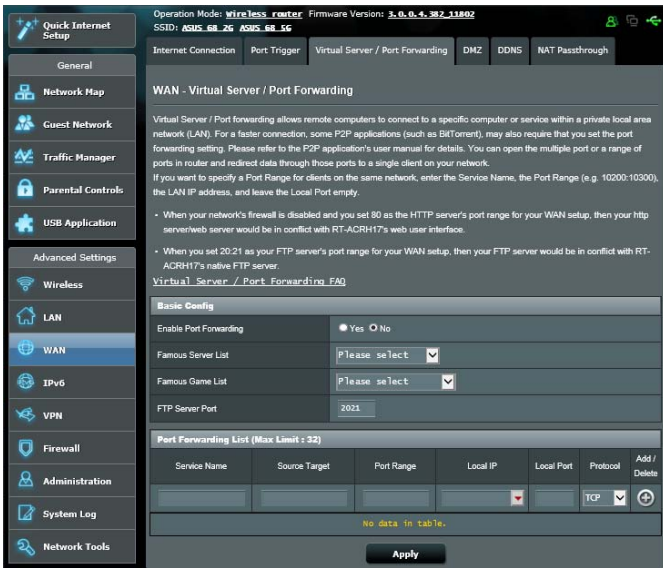 Quick Internet
Setup
General
Network Map
Guest Network
Traffic Manager
Parental Controls
USB Application
Advanced Settings
Wireless
LAN
WAN
IPv6
VPN
Firewall
Administration
System Log
Network Tools
Operation Mode: Wireless router Firmware Version: 3.0.0.4.382_11802
SSID: ASUS_68_2G ASUS_68_5G
Internet Connection Port Trigger Virtual Server / Port Forwarding DMZ DDNS NAT Passthrough
WAN - Virtual Server / Port Forwarding
Virtual Server / Port forwarding allows remote computers to connect to a specific computer or service within a private local area
network (LAN). For a faster connection, some P2P applications (such as BitTorrent), may also require that you set the port
forwarding setting. Please refer to the P2P application's user manual for details. You can open the multiple port or a range of
ports in router and redirect data through those ports to a single client on your network.
If you want to specify a Port Range for clients on the same network, enter the Service Name, the Port Range (e.g. 10200:10300),
the LAN IP address, and leave the Local Port empty.
• When your network's firewall is disabled and you set 80 as the HTTP server's port range for your WAN setup, then your http
server/web server would be in conflict with RT-ACRH17's web user interface.
• When you set 20:21 as your FTP server's port range for your WAN setup, then your FTP server would be in conflict with RT-
ACRH17's native FTP server.
Virtual Server / Port Forwarding FAQ
Basic Config
Enable Port Forwarding Yes No
Famous Server List Please select
Famous Game List Please select
FTP Server Port 2021
Port Forwarding List (Max Limit : 32)
Service Name Source Target Port Range Local IP Local Port Protocol Add /
Delete
TCP
No data in table.
Apply